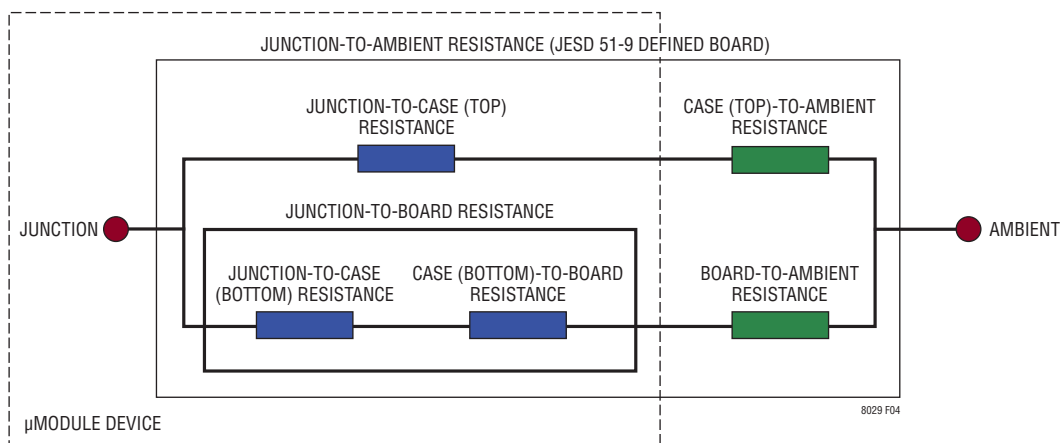 JUNCTION-TO-AMBIENT RESISTANCE (JESD 51-9 DEFINED BOARD)
JUNCTION-TO-CASE (TOP)
RESISTANCE
CASE (TOP)-TO-AMBIENT
RESISTANCE
JUNCTION-TO-BOARD RESISTANCE
JUNCTION
AMBIENT
JUNCTION-TO-CASE
(BOTTOM) RESISTANCE
CASE (BOTTOM)-TO-BOARD
RESISTANCE
BOARD-TO-AMBIENT
RESISTANCE
8029 F04
µMODULE DEVICE